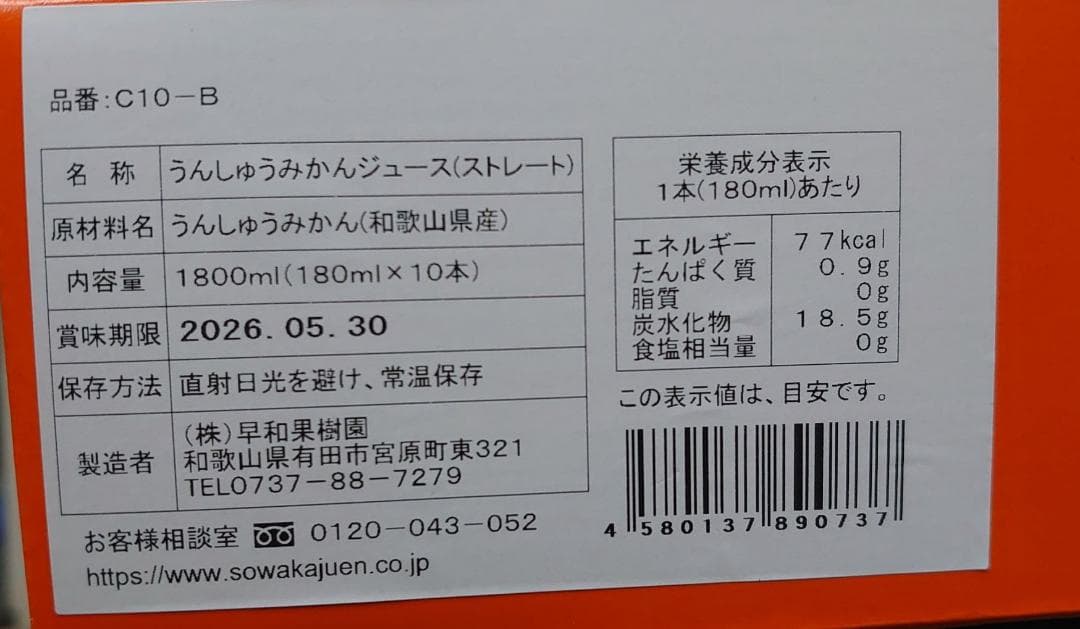 品番:C10-B
名 称 うんしゅうみかんジュース(ストレート)
原材料名 うんしゅうみかん(和歌山県産)
内容量 1800ml(180ml×10本)
賞味期限 2026.05.30
保存方法 直射日光を避け、常温保存
製造者 (株)早和果樹園
和歌山県有田市宮原町東321
TEL0737-88-7279
お客様相談室 0120-043-052
https://www.sowakajuen.co.jp
栄養成分表示
1本(180ml)あたり
エネルギー 77kcal
たんぱく質 0.9g
脂質 0g
炭水化物 18.5g
食塩相当量 0g
この表示値は、目安です。
4 580137 890737